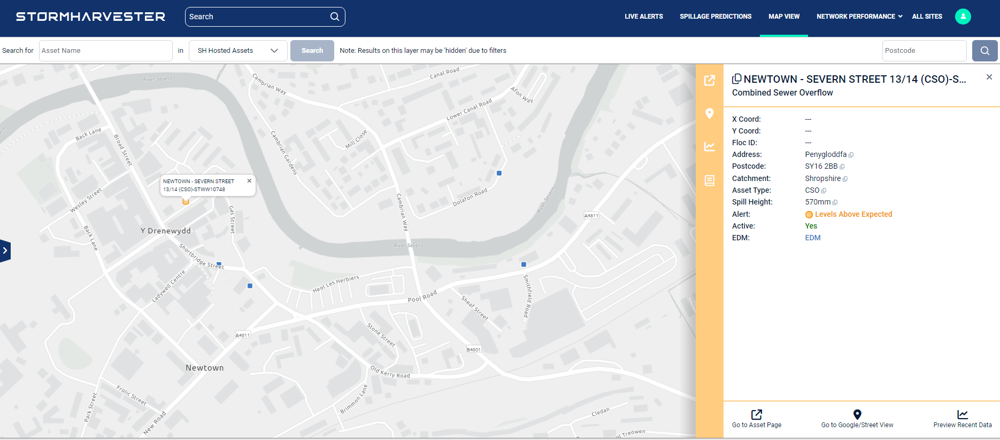 STORMHARVESTER
Search
LIVE ALERTS
SPILLAGE PREDICTIONS
MAP VIEW
NETWORK PERFORMANCE
ALL SITES
Search for
Asset Name
in
SH Hosted Assets
Search
Note: Results on this layer may be 'hidden' due to filters
Postcode
River Severn
Cambrian Way
Canal Road
Afon Way
Lower Canal Road
Back Lane
Broad Street
Cambrian Gardens
Mill Close
NEWTOWN - SEVERN STREET
13/14 (CSO)-STWW10748
Wesley Street
Gas Street
Cambrian Way
Dolafon Road
River Severn
A4811
Y Drenewydd
Back Lane
Shortbridge Street
River Severn
Ladywell Centre
Heol Les Herbiers
Pool Road
Smithfield Road
Sheaf Street
A4811
Stone Street
B4801
Newtown
Old Kerry Road
Frolic Street
Park Street
Brimmon Lane
New Road
Cledan
Treowen
NEWTOWN - SEVERN STREET 13/14 (CSO)-S...
Combined Sewer Overflow
X Coord: ---
Y Coord: ---
Floc ID: ---
Address: Penygloddfa
Postcode: SY16 2BB
Catchment: Shropshire
Asset Type: CSO
Spill Height: 570mm
Alert: Levels Above Expected
Active: Yes
EDM: EDM
Go to Asset Page
Go to Google/Street View
Preview Recent Data